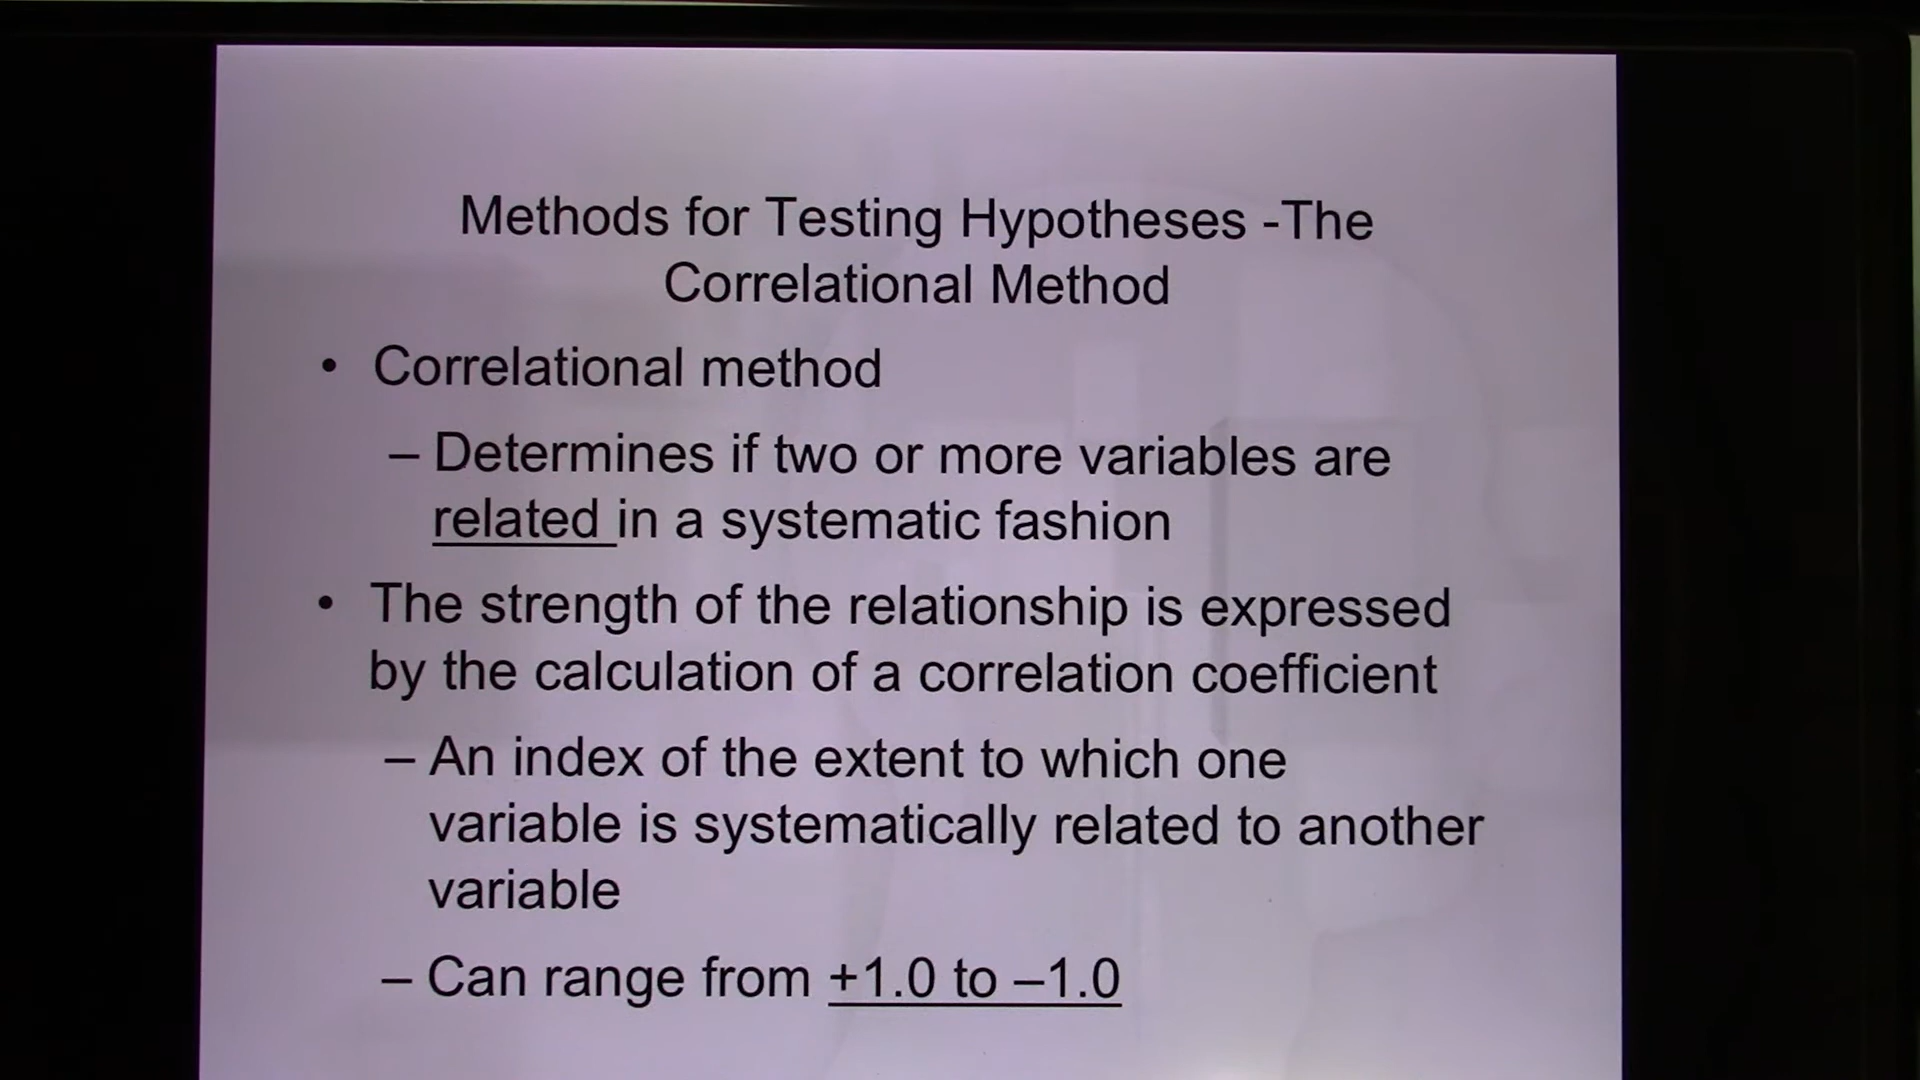 Methods for Testing Hypotheses -The
Correlational Method
• Correlational method
– Determines if two or more variables are
related in a systematic fashion
• The strength of the relationship is expressed
by the calculation of a correlation coefficient
– An index of the extent to which one
variable is systematically related to another
variable
– Can range from +1.0 to –1.0